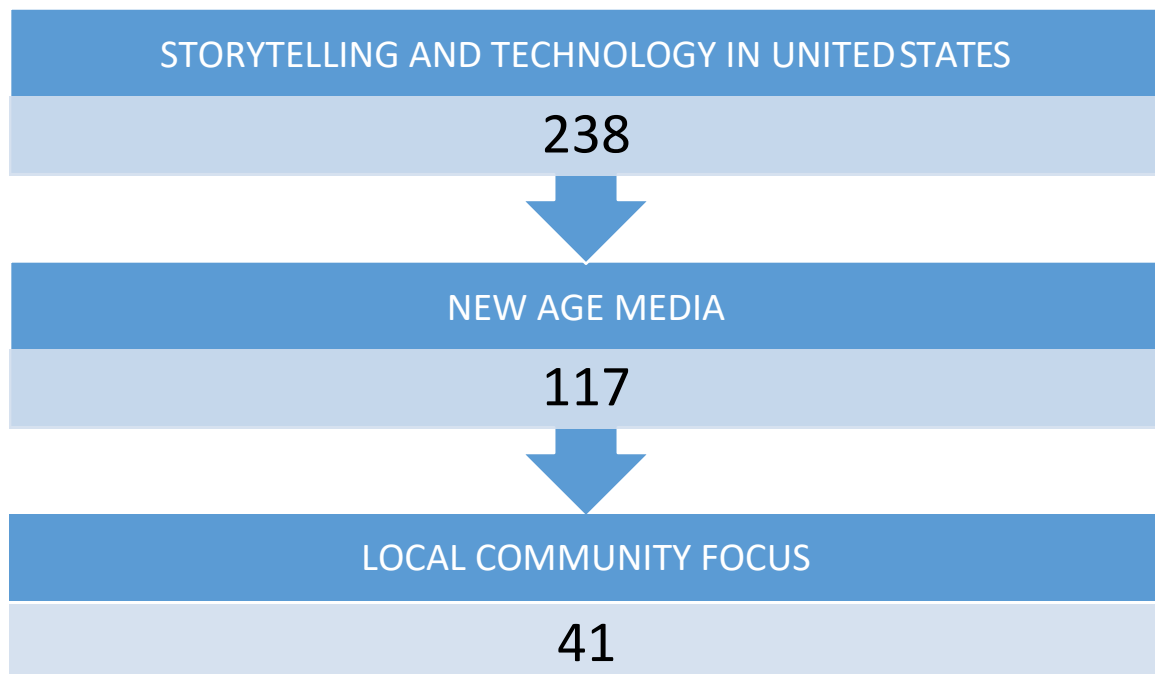 STORYTELLING AND TECHNOLOGY IN UNITED STATES
238
NEW AGE MEDIA
117
LOCAL COMMUNITY FOCUS
41